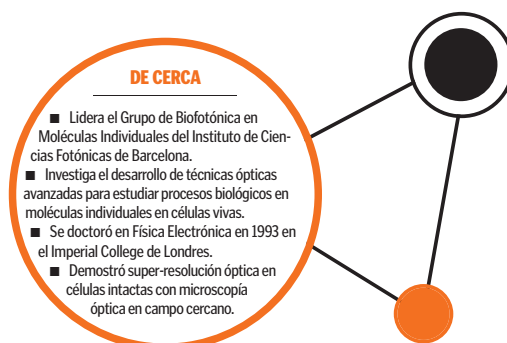 DE CERCA
■ Lidera el Grupo de Biofotónica en
Moléculas Individuales del Instituto de Cien-
cias Fotónicas de Barcelona.
■ Investiga el desarrollo de técnicas ópticas
avanzadas para estudiar procesos biológicos en
moléculas individuales en células vivas.
■ Se doctoró en Física Electrónica en 1993 en
el Imperial College de Londres.
■ Demostró super-resolución óptica en
células intactas con microscopía
óptica en campo cercano.